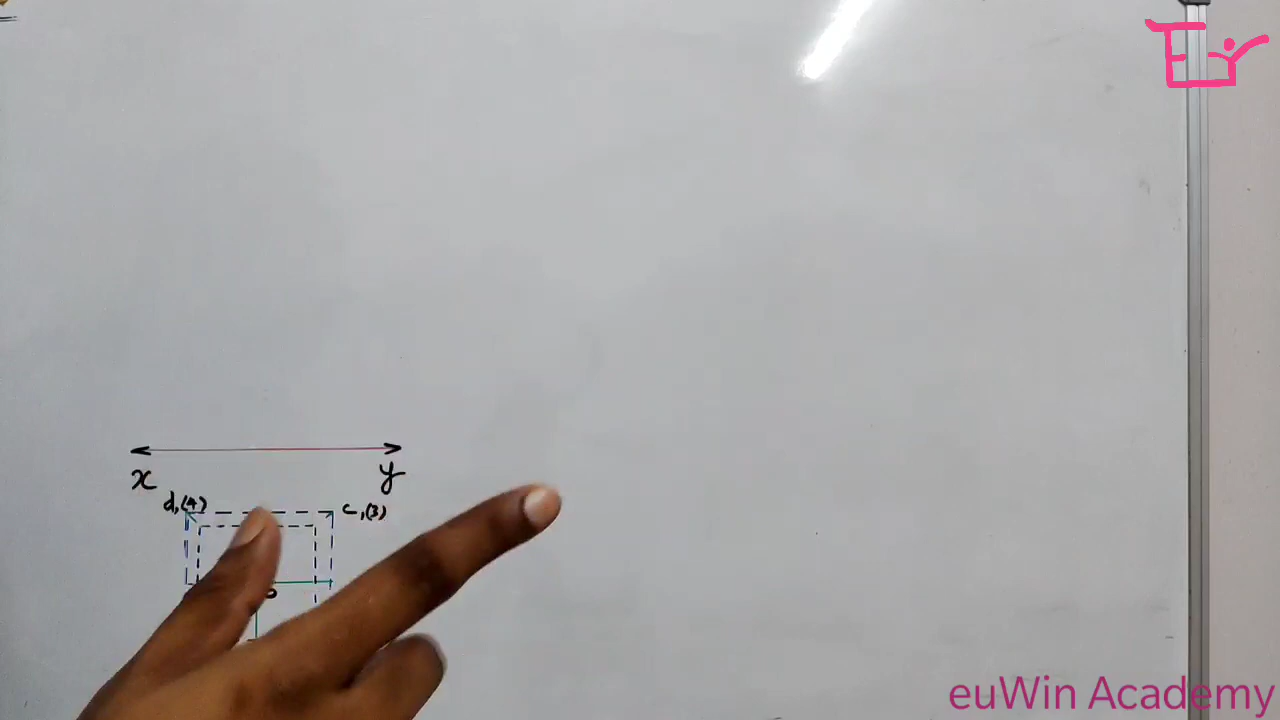 x y
d,(4) c,(3)
o
euWin Academy